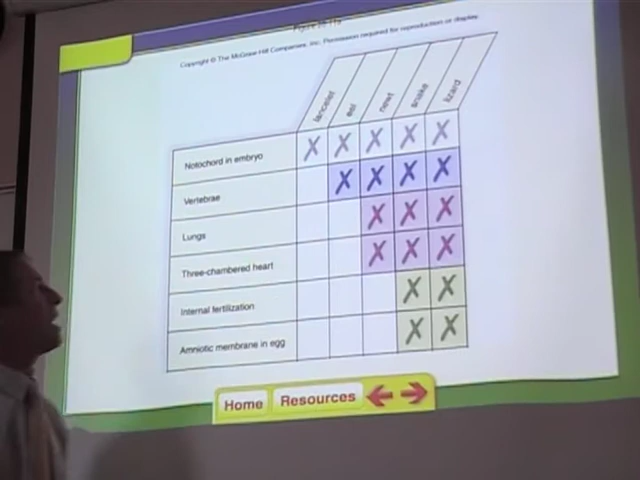 Copyright © The McGraw-Hill Companies, Inc. Permission required for reproduction or display.
lancelet
eel
newt
snake
lizard
Notochord in embryo X X X X X
Vertebrae X X X X
Lungs X X X
Three-chambered heart X X X
Internal fertilization X X
Amniotic membrane in egg X X
Home Resources